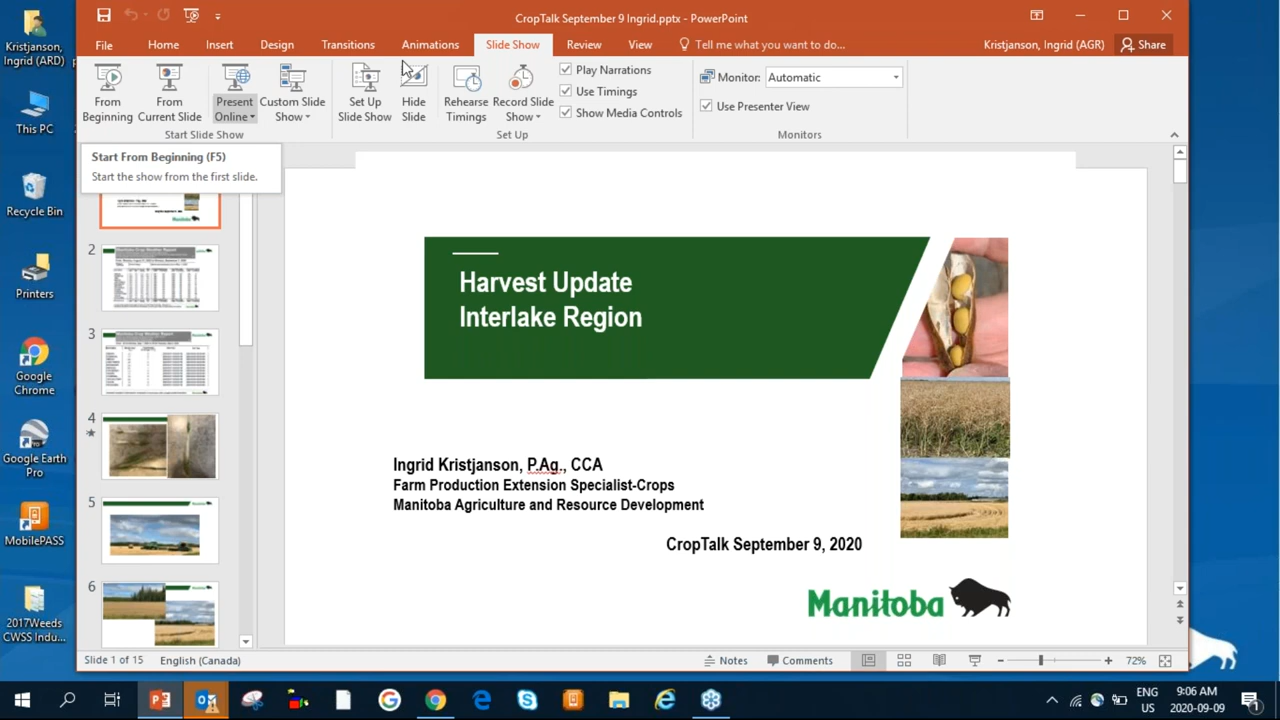 Kristjanson,
Ingrid (ARD)
This PC
Recycle Bin
Printers
Google
Chrome
Google Earth
Pro
MobilePASS
2017Weeds
CWSS Indu...
CropTalk September 9 Ingrid.pptx - PowerPoint
File Home Insert Design Transitions Animations Slide Show Review View Tell me what you want to do... Kristjanson, Ingrid (AGR) Share
From
Beginning
From
Current Slide
Present
Online
Custom Slide
Show
Start Slide Show
Set Up
Slide Show
Hide
Slide
Rehearse
Timings
Record Slide
Show
Play Narrations
Use Timings
Show Media Controls
Set Up
Monitor: Automatic
Use Presenter View
Monitors
Start From Beginning (F5)
Start the show from the first slide.
2
3
4
5
6
Harvest Update
Interlake Region
Ingrid Kristjanson, P.Ag., CCA
Farm Production Extension Specialist-Crops
Manitoba Agriculture and Resource Development
CropTalk September 9, 2020
Manitoba
Slide 1 of 15 English (Canada) Notes Comments 72%
ENG
US
9:06 AM
2020-09-09